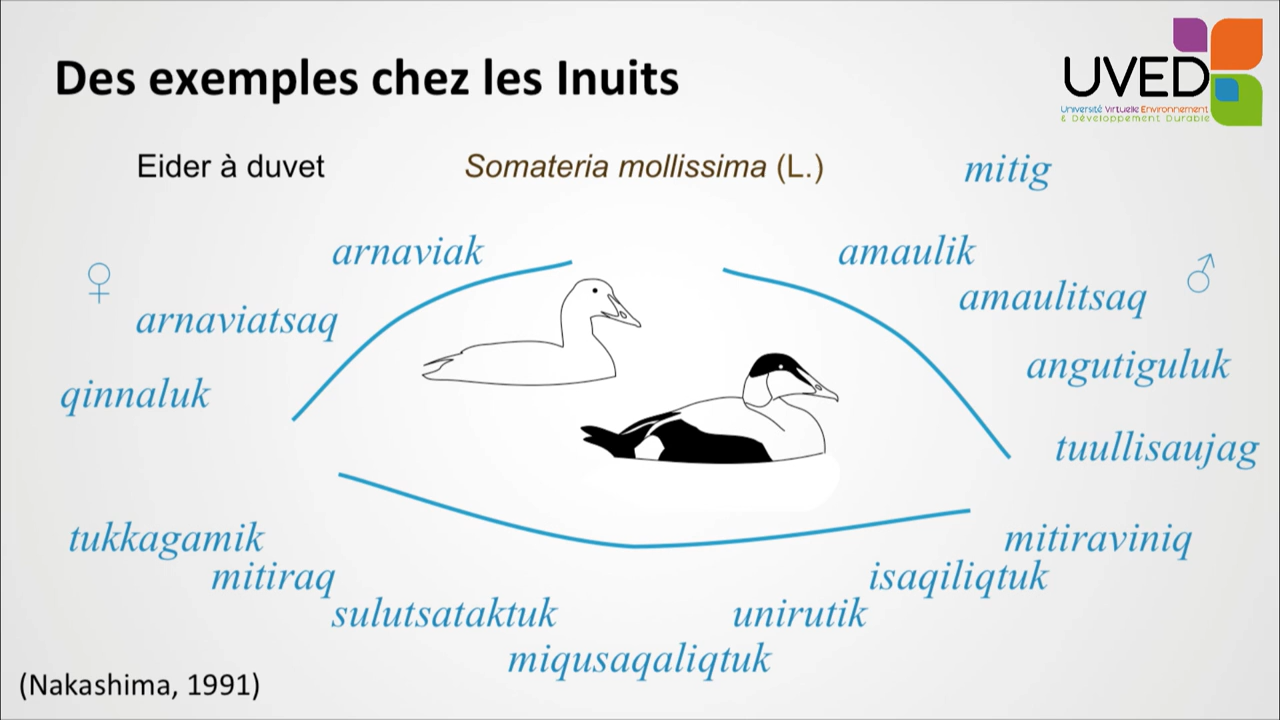 Des exemples chez les Inuits
UVED
Université Virtuelle Environnement
& Développement Durable
Eider à duvet
Somateria mollissima (L.)
mitig
arnaviak
amaulik
♀
♂
arnaviatsaq
amaulitsaq
qinnaluk
angutiguluk
tuullisaujag
tukkagamik
mitiraviniq
mitiraq
isaqiliqtuk
sulutsataktuk
unirutik
miqusaqaliqtuk
(Nakashima, 1991)